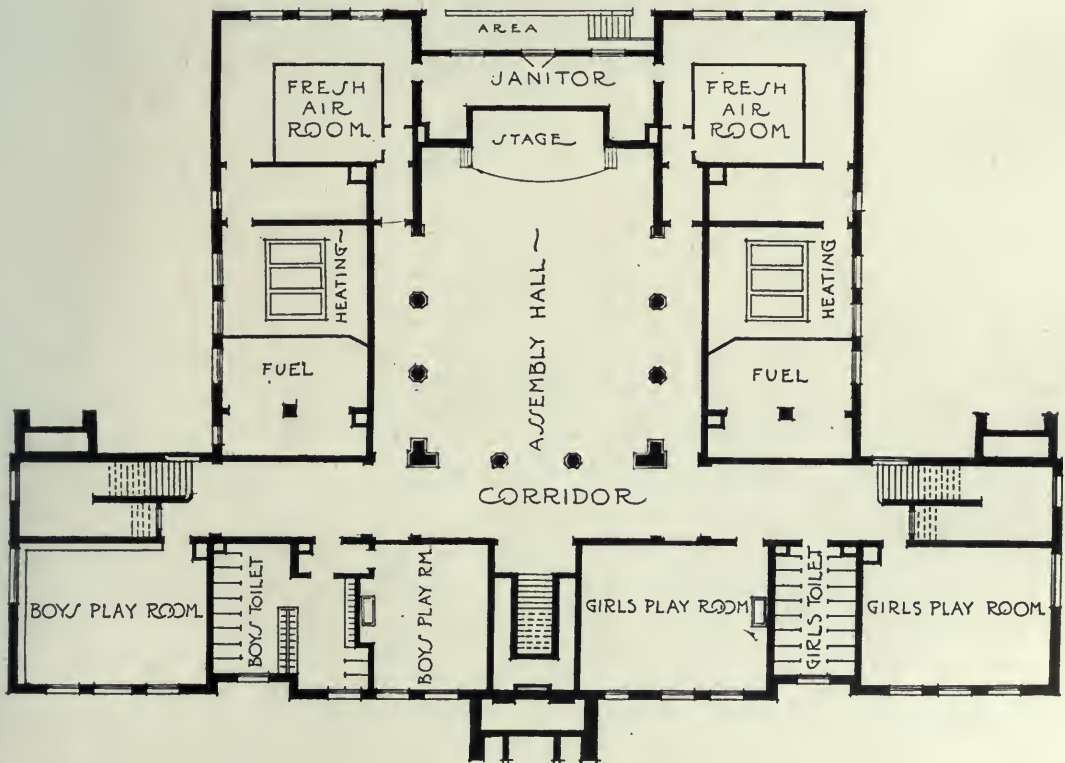 AREA
JANITOR
FRESH
AIR
ROOM
STAGE
FRESH
AIR
ROOM
HEATING
ASSEMBLY HALL
HEATING
FUEL
FUEL
CORRIDOR
BOYS PLAY ROOM
BOYS TOILET
BOYS PLAY RM.
GIRLS PLAY ROOM
GIRLS TOILET
GIRLS PLAY ROOM